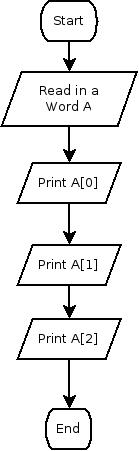 Start
Read in a
Word A
Print A[0]
Print A[1]
Print A[2]
End